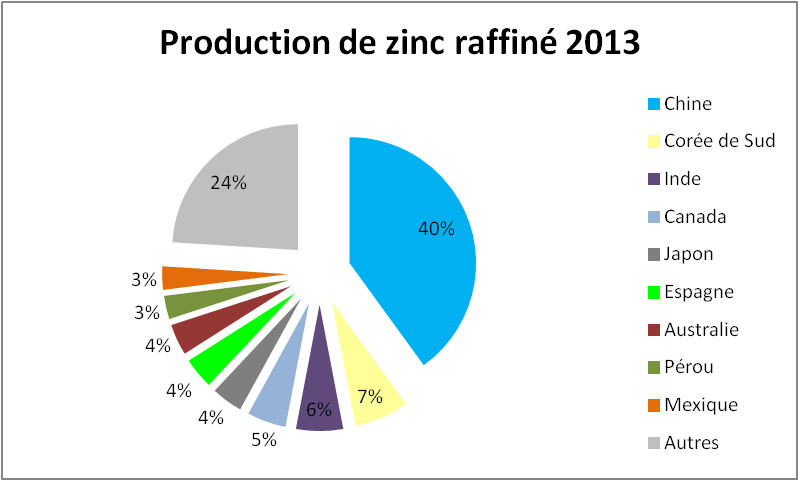 Production de zinc raffiné 2013
Chine
Corée de Sud
Inde
Canada
Japon
Espagne
Australie
Pérou
Mexique
Autres
40%
7%
6%
5%
4%
4%
4%
3%
3%
24%